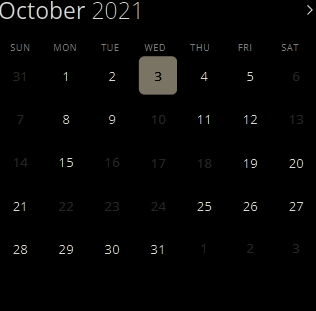 October 2021
SUN MON TUE WED THU FRI SAT
31 1 2 3 4 5 6
7 8 9 10 11 12 13
14 15 16 17 18 19 20
21 22 23 24 25 26 27
28 29 30 31 1 2 3